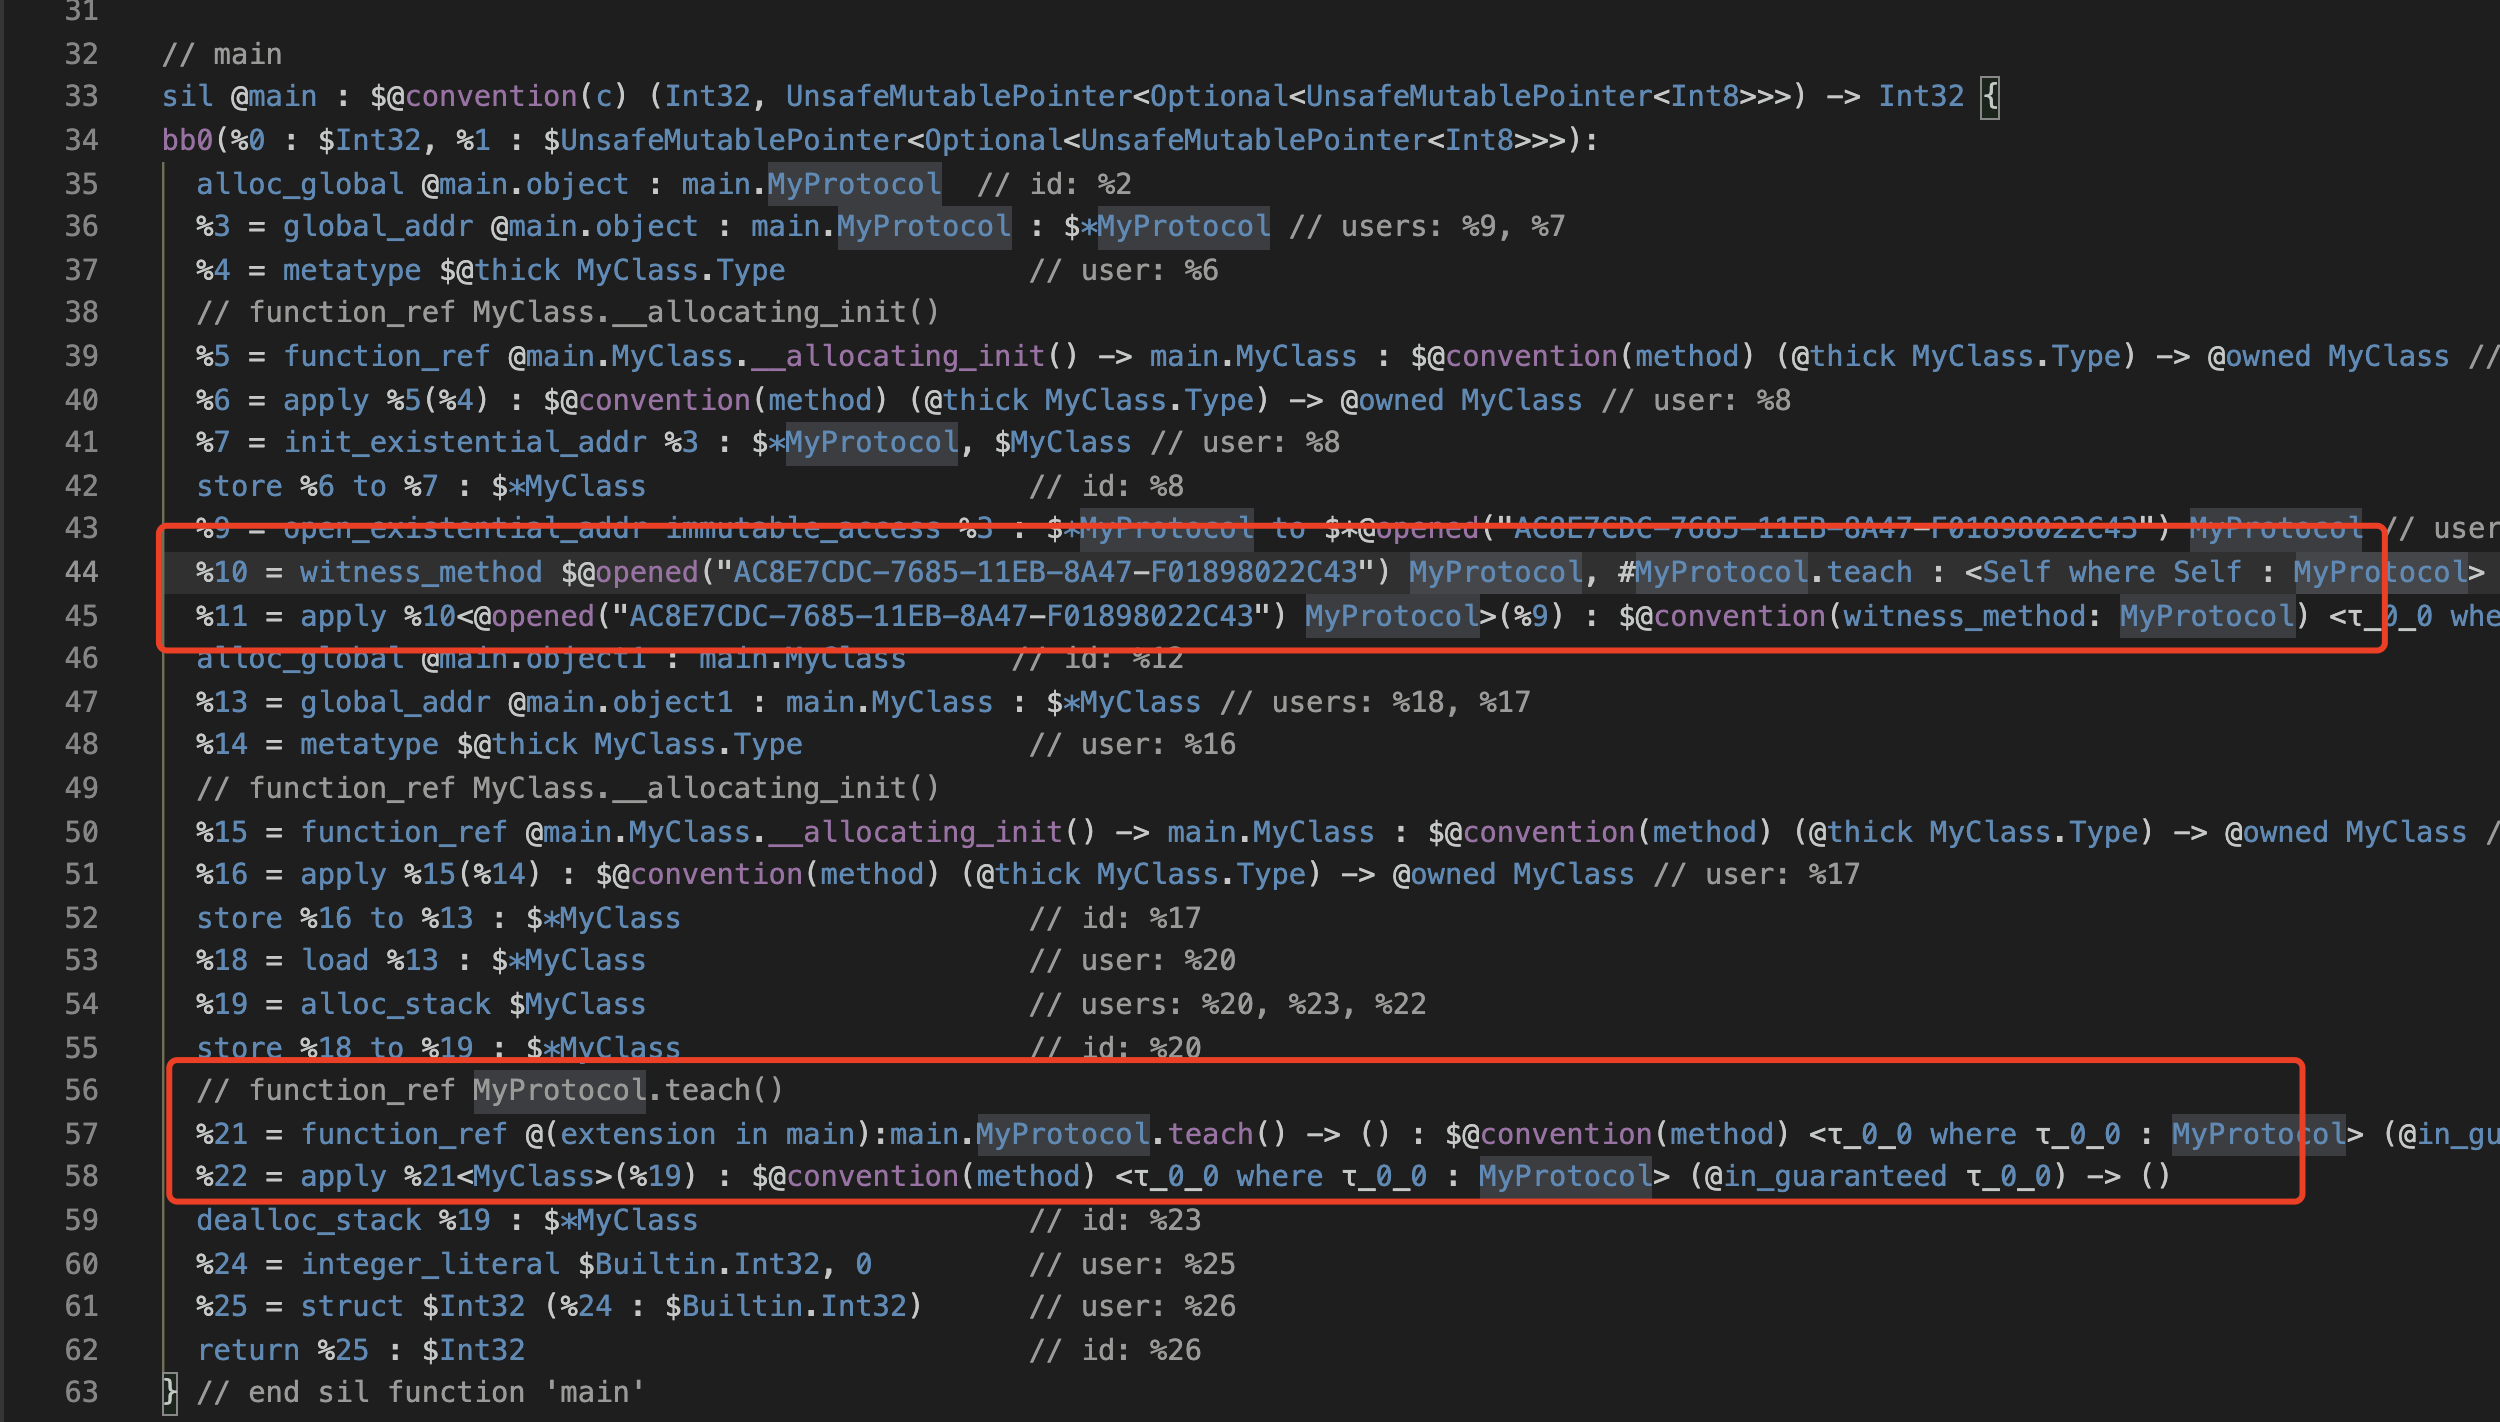 31
32 // main
33 sil @main : $@convention(c) (Int32, UnsafeMutablePointer<Optional<UnsafeMutablePointer<Int8>>>) -> Int32 {
34 bb0(%0 : $Int32, %1 : $UnsafeMutablePointer<Optional<UnsafeMutablePointer<Int8>>>):
35 alloc_global @main.object : main.MyProtocol // id: %2
36 %3 = global_addr @main.object : main.MyProtocol : $*MyProtocol // users: %9, %7
37 %4 = metatype $@thick MyClass.Type // user: %6
38 // function_ref MyClass.__allocating_init()
39 %5 = function_ref @main.MyClass.__allocating_init() -> main.MyClass : $@convention(method) (@thick MyClass.Type) -> @owned MyClass //
40 %6 = apply %5(%4) : $@convention(method) (@thick MyClass.Type) -> @owned MyClass // user: %8
41 %7 = init_existential_addr %3 : $*MyProtocol, $MyClass // user: %8
42 store %6 to %7 : $*MyClass // id: %8
43 %9 = open_existential_addr immutable_access %3 : $*MyProtocol to $*@opened("AC8E7CDC-7685-11EB-8A47-F01898022C43") MyProtocol // user
44 %10 = witness_method $@opened("AC8E7CDC-7685-11EB-8A47-F01898022C43") MyProtocol, #MyProtocol.teach : <Self where Self : MyProtocol>
45 %11 = apply %10<@opened("AC8E7CDC-7685-11EB-8A47-F01898022C43") MyProtocol>(%9) : $@convention(witness_method: MyProtocol) <τ_0_0 whe
46 alloc_global @main.object1 : main.MyClass // id: %12
47 %13 = global_addr @main.object1 : main.MyClass : $*MyClass // users: %18, %17
48 %14 = metatype $@thick MyClass.Type // user: %16
49 // function_ref MyClass.__allocating_init()
50 %15 = function_ref @main.MyClass.__allocating_init() -> main.MyClass : $@convention(method) (@thick MyClass.Type) -> @owned MyClass /
51 %16 = apply %15(%14) : $@convention(method) (@thick MyClass.Type) -> @owned MyClass // user: %17
52 store %16 to %13 : $*MyClass // id: %17
53 %18 = load %13 : $*MyClass // user: %20
54 %19 = alloc_stack $MyClass // users: %20, %23, %22
55 store %18 to %19 : $*MyClass // id: %20
56 // function_ref MyProtocol.teach()
57 %21 = function_ref @(extension in main):main.MyProtocol.teach() -> () : $@convention(method) <τ_0_0 where τ_0_0 : MyProtocol> (@in_gu
58 %22 = apply %21<MyClass>(%19) : $@convention(method) <τ_0_0 where τ_0_0 : MyProtocol> (@in_guaranteed τ_0_0) -> ()
59 dealloc_stack %19 : $*MyClass // id: %23
60 %24 = integer_literal $Builtin.Int32, 0 // user: %25
61 %25 = struct $Int32 (%24 : $Builtin.Int32) // user: %26
62 return %25 : $Int32 // id: %26
63 } // end sil function 'main'